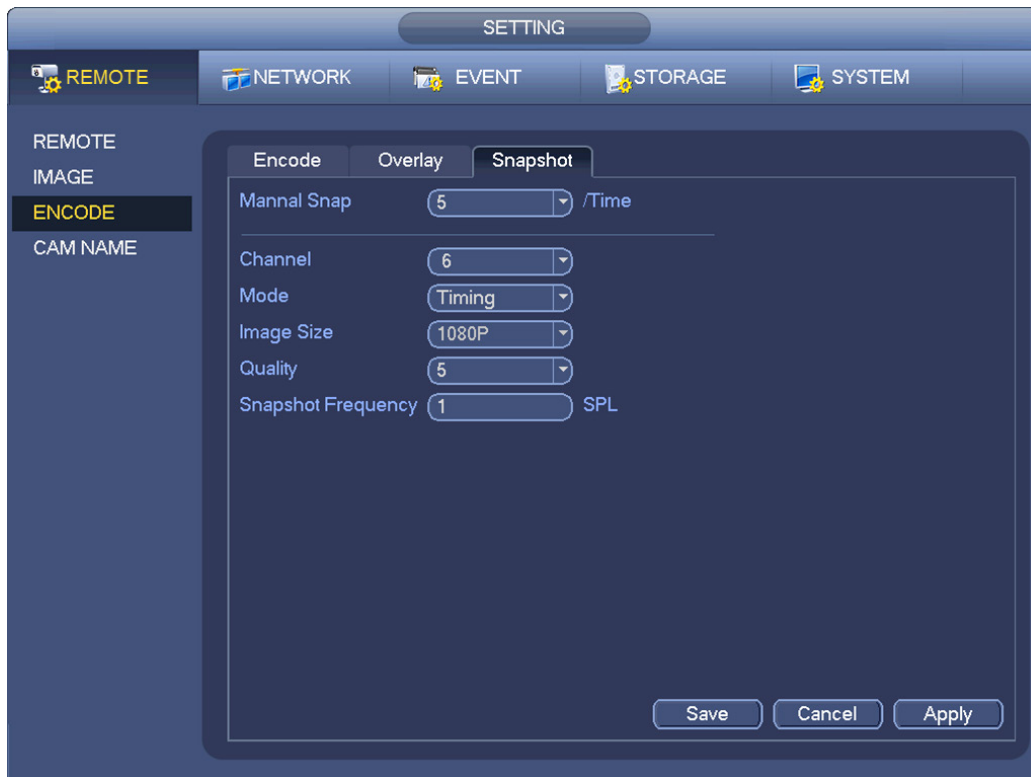 SETTING
REMOTE NETWORK EVENT STORAGE SYSTEM
REMOTE
IMAGE
ENCODE
CAM NAME
Encode Overlay Snapshot
Mannal Snap 5 /Time
Channel 6
Mode Timing
Image Size 1080P
Quality 5
Snapshot Frequency 1 SPL
Save Cancel Apply